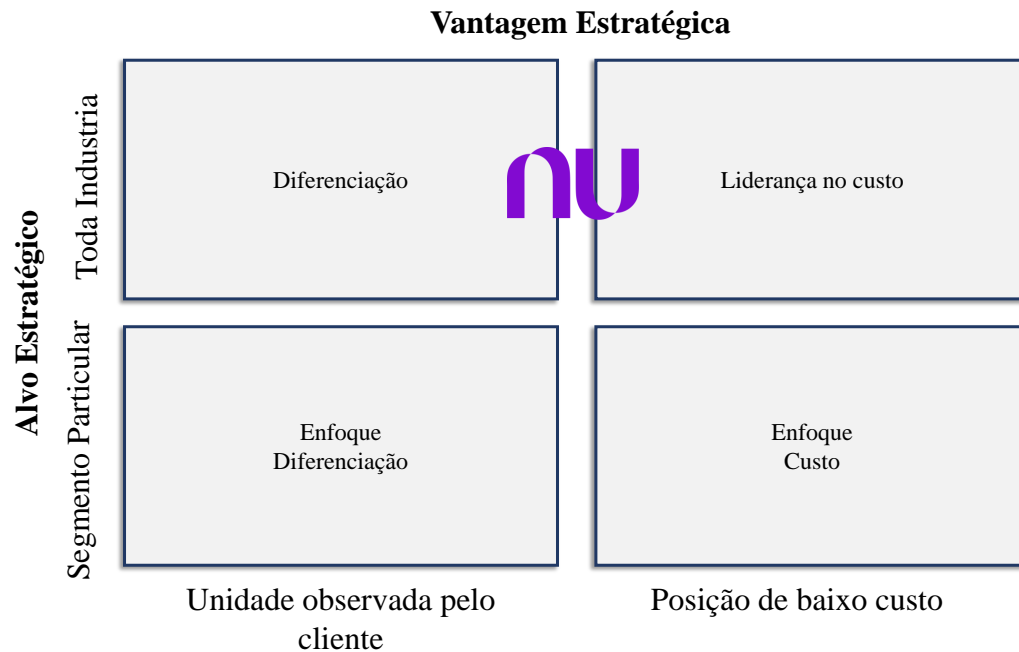 Vantagem Estratégica
Alvo Estratégico
Toda Industria
Diferenciação
nu
Liderança no custo
Segmento Particular
Enfoque
Diferenciação
Enfoque
Custo
Unidade observada pelo
cliente
Posição de baixo custo